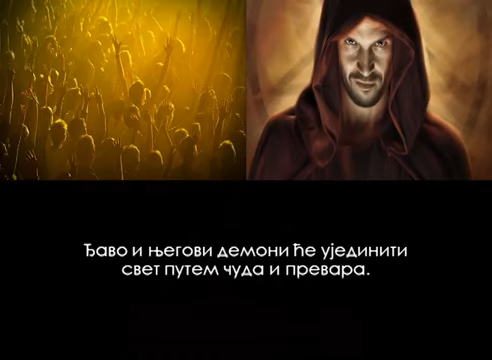 Ђаво и његови демони ће ујединити
свет путем чуда и превара.